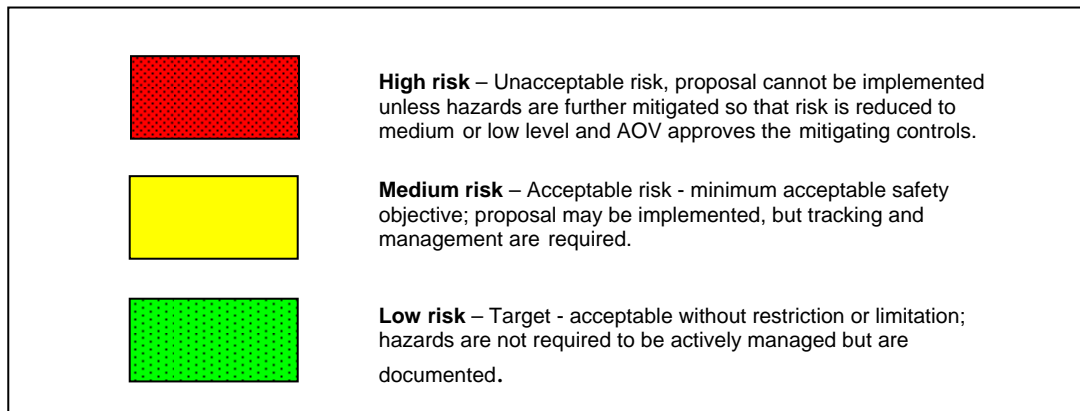 High risk – Unacceptable risk, proposal cannot be implemented
unless hazards are further mitigated so that risk is reduced to
medium or low level and AOV approves the mitigating controls.
Medium risk – Acceptable risk - minimum acceptable safety
objective; proposal may be implemented, but tracking and
management are required.
Low risk – Target - acceptable without restriction or limitation;
hazards are not required to be actively managed but are
documented.